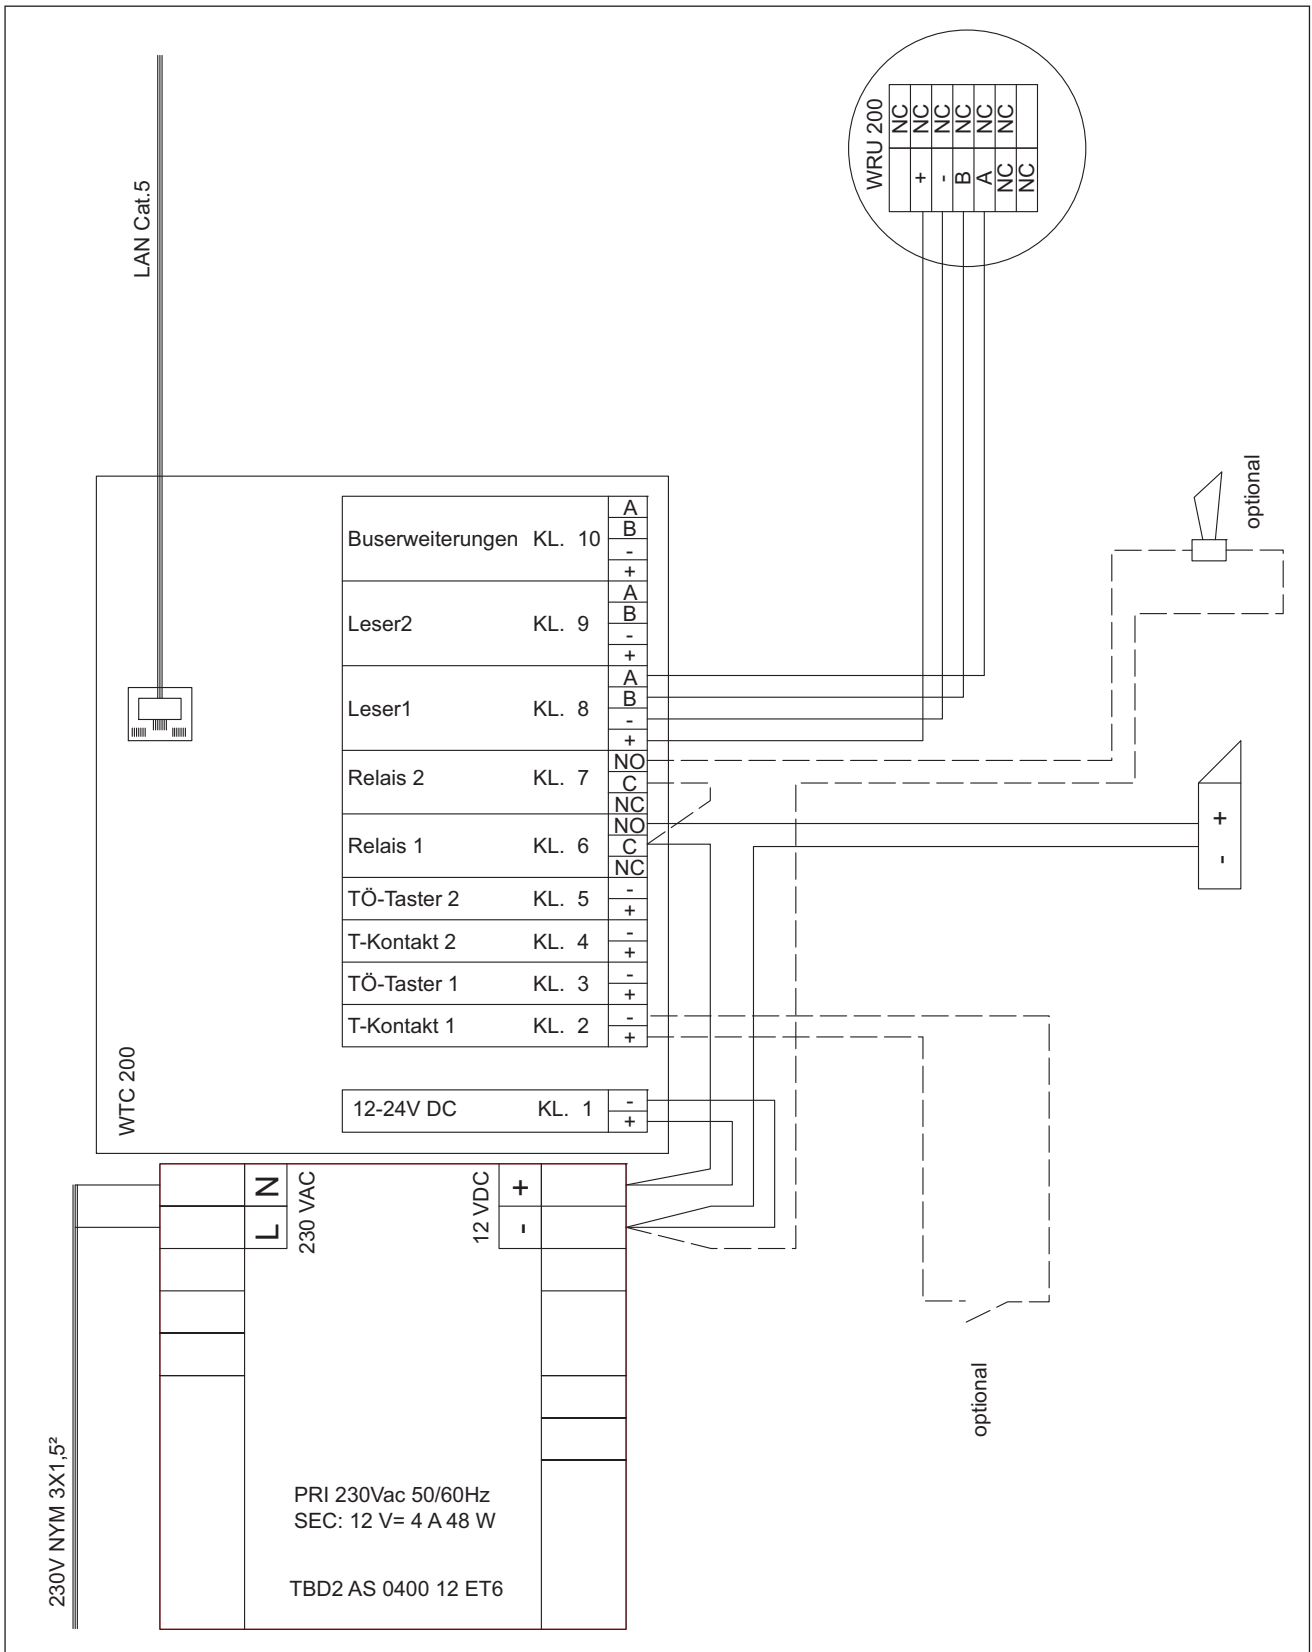 LAN Cat.5
WRU 200
NC
+ NC
- NC
B NC
A NC
NC NC
NC
optional
Buserweiterungen KL. 10 A
B
-
+
Leser2 KL. 9 A
B
-
+
Leser1 KL. 8 A
B
-
+
Relais 2 KL. 7 NO
C
NC
Relais 1 KL. 6 NO
C
NC
TÖ-Taster 2 KL. 5 -
+
T-Kontakt 2 KL. 4 -
+
TÖ-Taster 1 KL. 3 -
+
T-Kontakt 1 KL. 2 -
+
+
-
WTC 200
12-24V DC KL. 1 -
+
N
L
230 VAC
12 VDC
+
-
optional
230V NYM 3X1,5²
PRI 230Vac 50/60Hz
SEC: 12 V= 4 A 48 W
TBD2 AS 0400 12 ET6